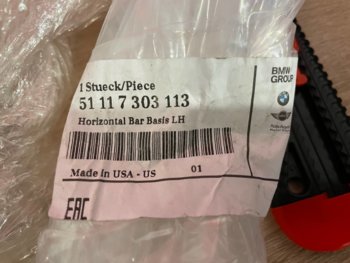 1 Stueck/Piece
51 11 7 303 113
Horizontal Bar Basis LH
Made in USA - US 01
EAC
BMW
GROUP